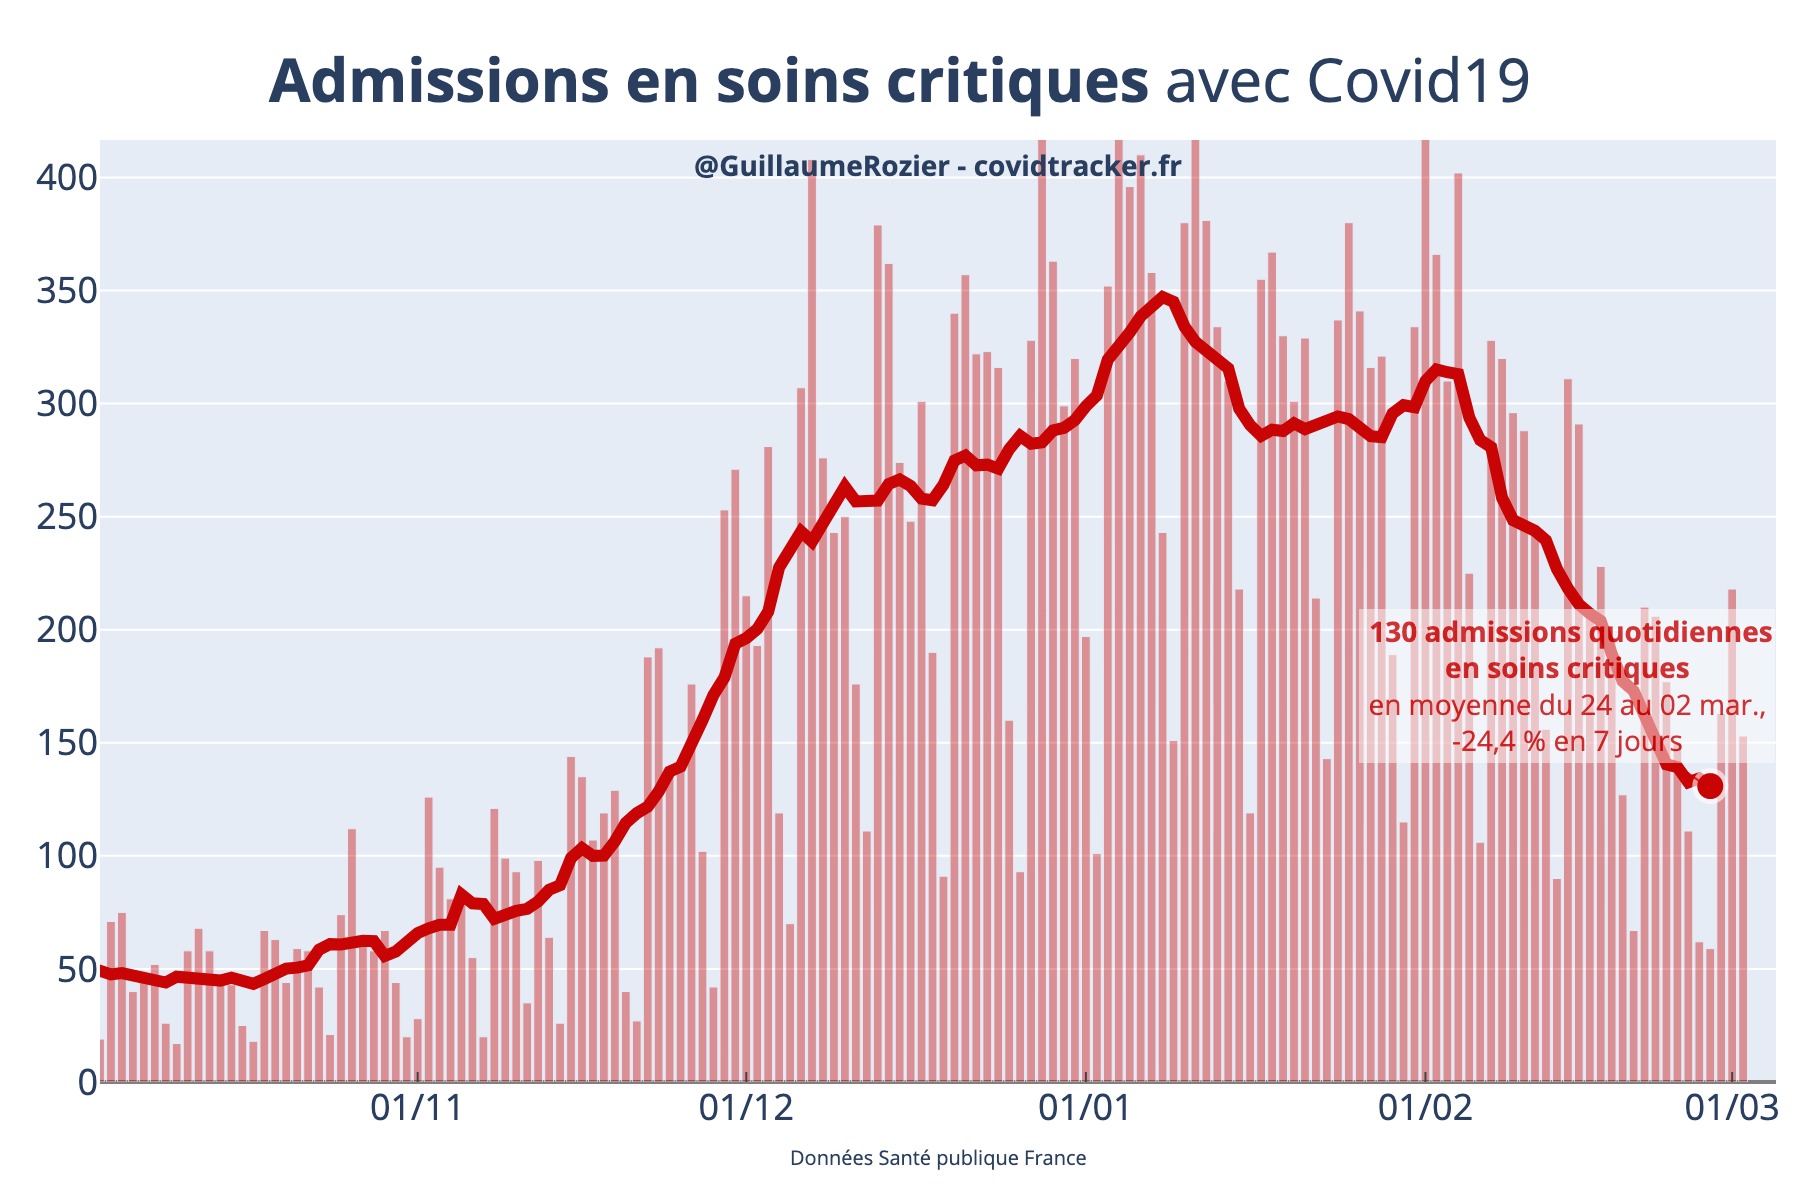 Admissions en soins critiques avec Covid19
@GuillaumeRozier - covidtracker.fr
400
350
300
250
200
150
100
50
0
130 admissions quotidiennes
en soins critiques
en moyenne du 24 au 02 mar.,
-24,4 % en 7 jours
01/11
01/12
01/01
01/02
01/03
Données Santé publique France